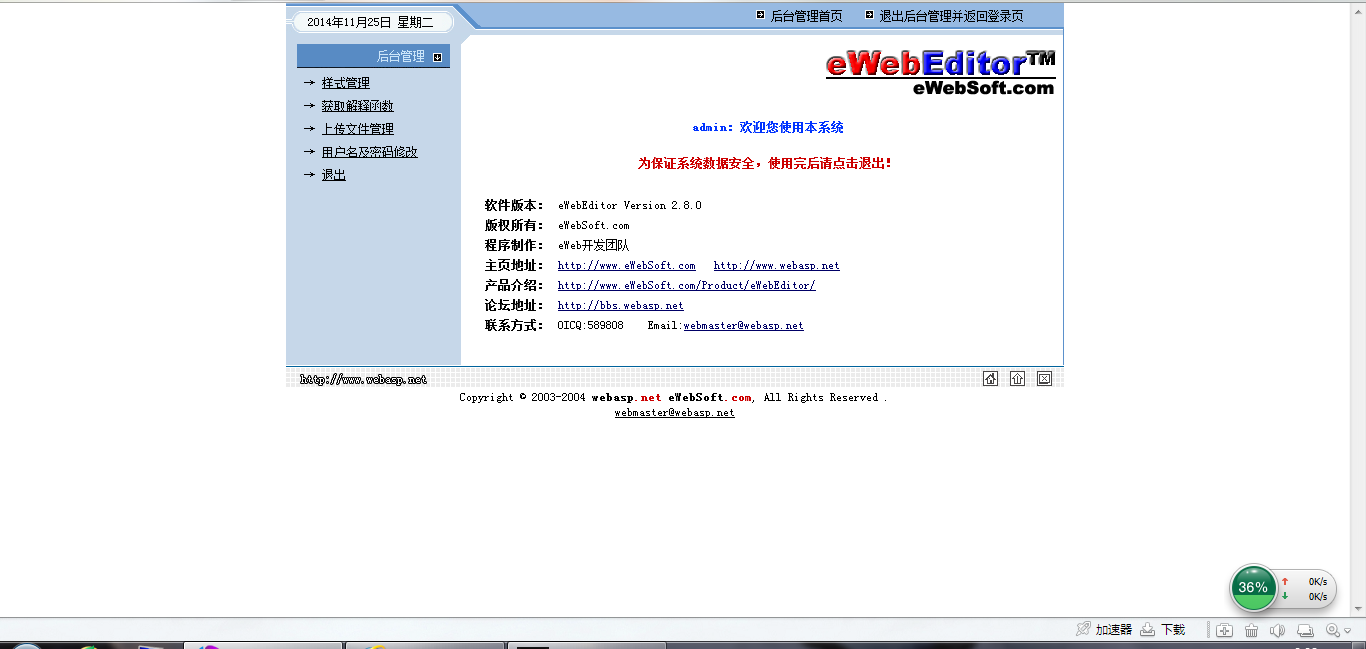 2014年11月25日 星期二
后台管理首页 退出后台管理并返回登录页
后台管理
样式管理
获取解释函数
上传文件管理
用户名及密码修改
退出
eWebEditor™
eWebSoft.com
admin：欢迎您使用本系统
为保证系统数据安全，使用完后请点击退出！
软件版本： eWebEditor Version 2.8.0
版权所有： eWebSoft.com
程序制作： eWeb开发团队
主页地址： http://www.eWebSoft.com http://www.webasp.net
产品介绍： http://www.eWebSoft.com/Product/eWebEditor/
论坛地址： http://bbs.webasp.net
联系方式： OICQ:589808 Email:webmaster@webasp.net
http://www.webasp.net
Copyright © 2003-2004 webasp.net eWebSoft.com, All Rights Reserved .
webmaster@webasp.net
36%
0K/s
0K/s
加速器 下载